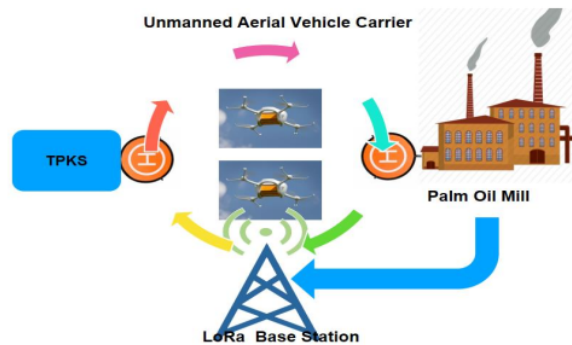 Unmanned Aerial Vehicle Carrier
TPKS
H
H
Palm Oil Mill
LoRa Base Station